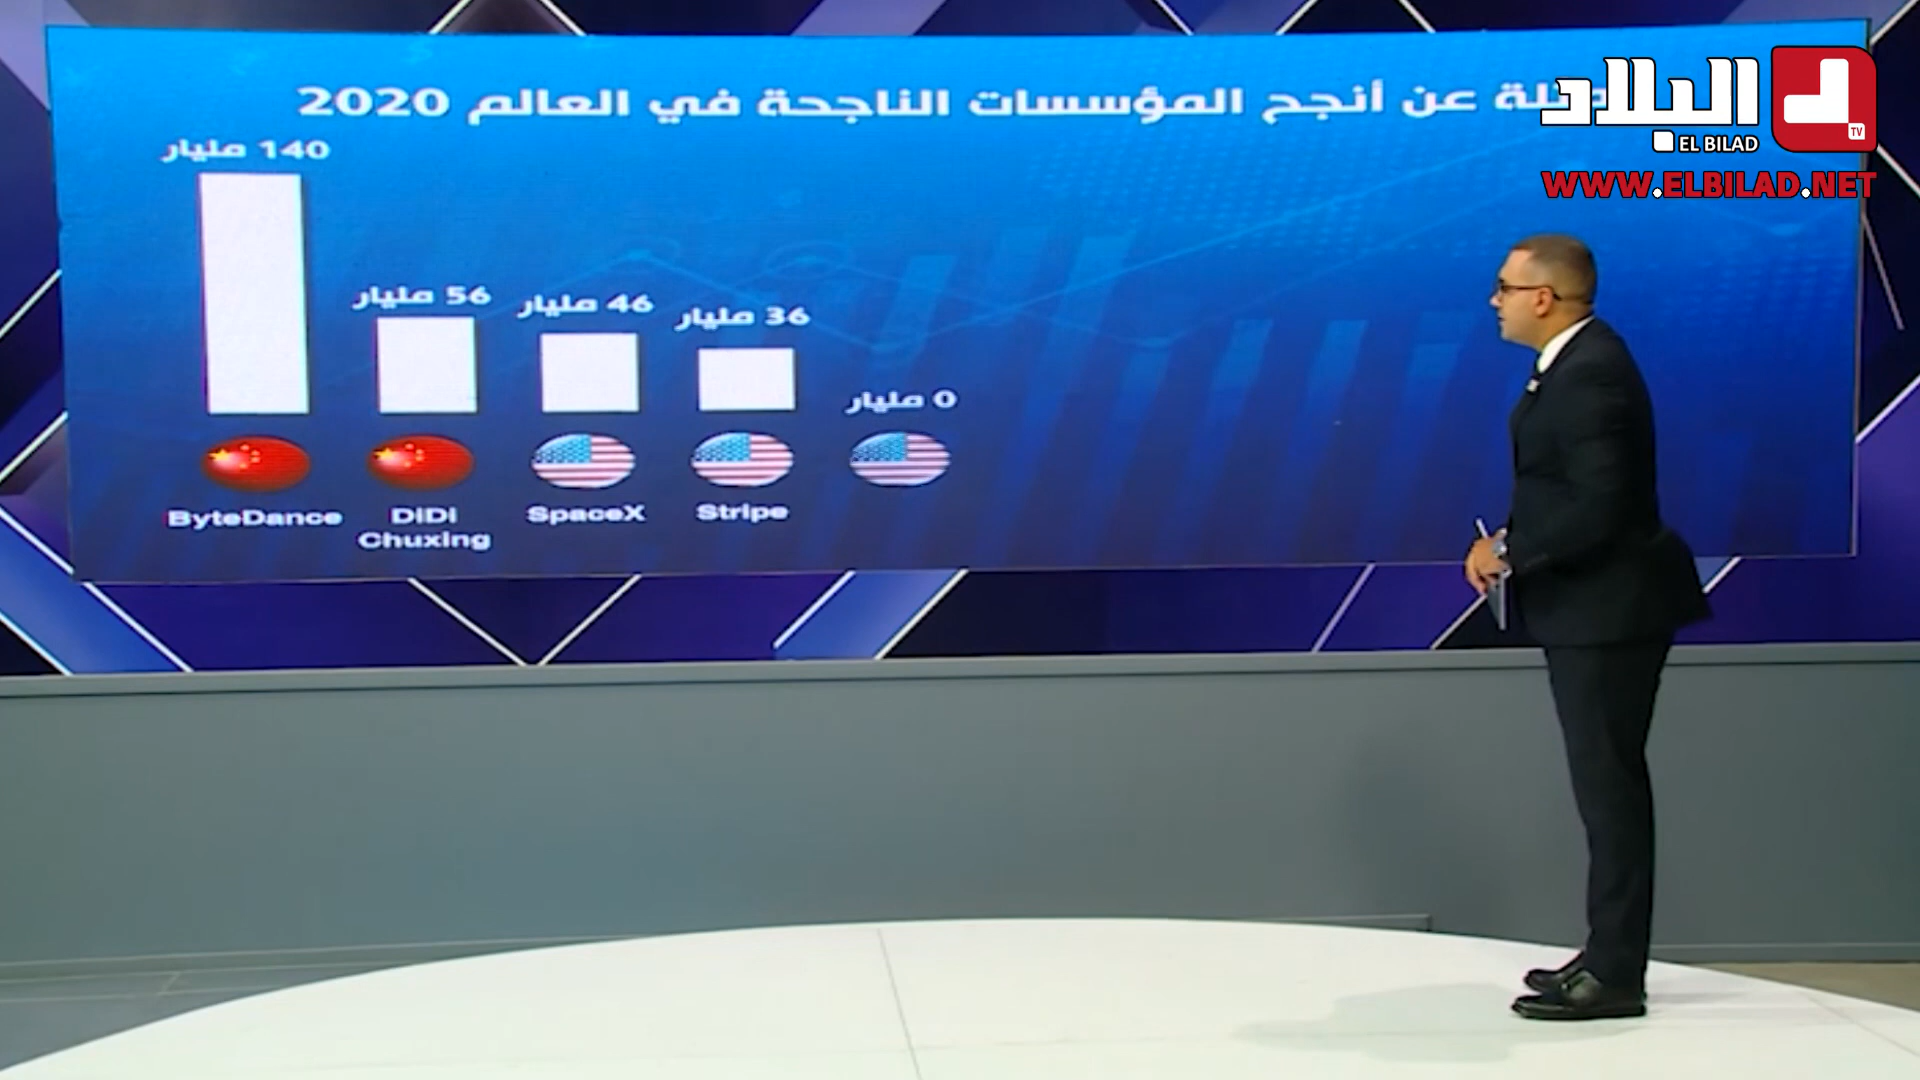 البلاد
EL BILAD
TV
WWW.ELBILAD.NET
عن أنجح المؤسسات الناجحة في العالم 2020
140 مليار
56 مليار
46 مليار
36 مليار
0 مليار
ByteDance
DiDi Chuxing
SpaceX
Stripe